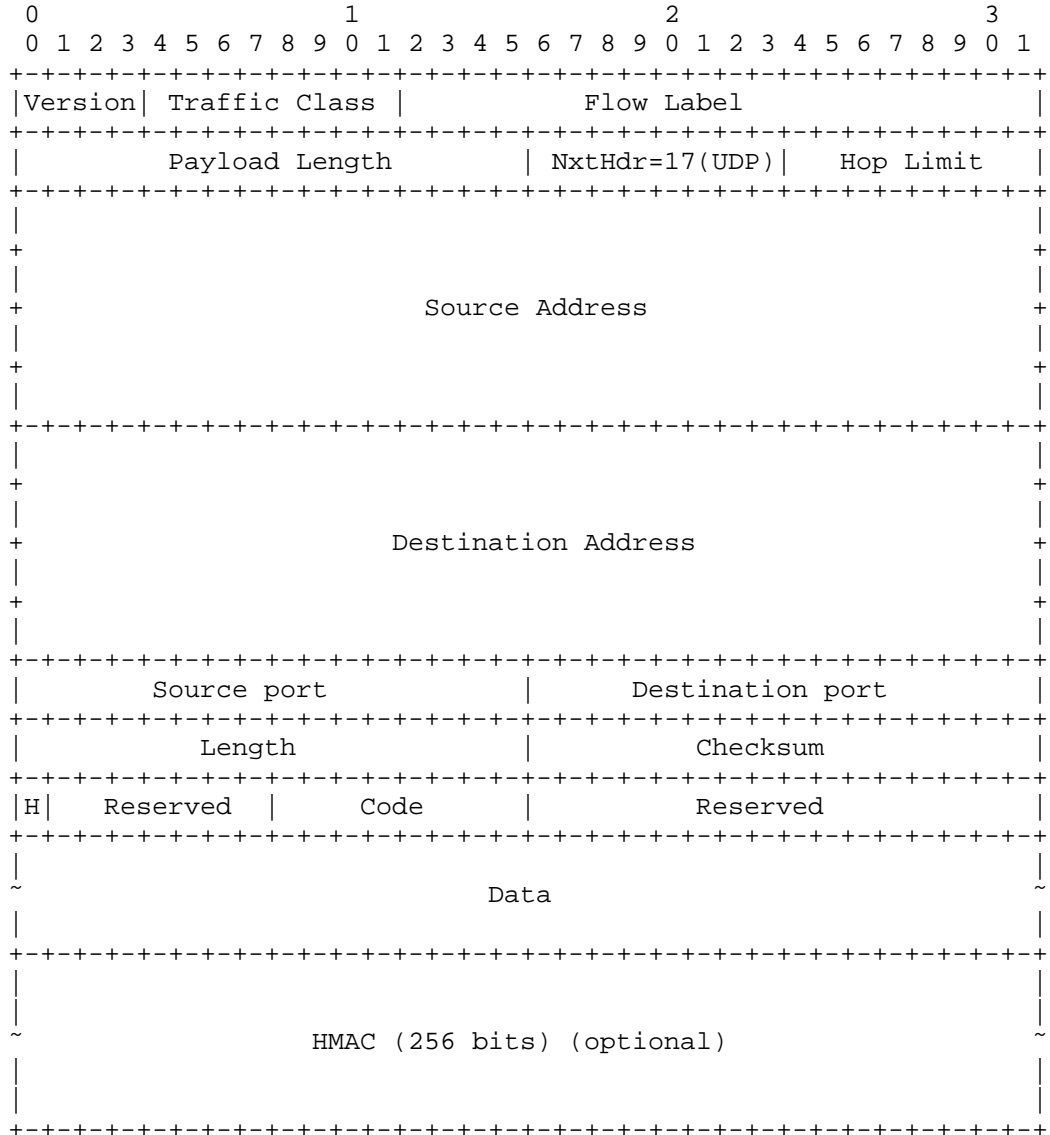 0                   1                   2                   3
 0 1 2 3 4 5 6 7 8 9 0 1 2 3 4 5 6 7 8 9 0 1 2 3 4 5 6 7 8 9 0 1
+-+-+-+-+-+-+-+-+-+-+-+-+-+-+-+-+-+-+-+-+-+-+-+-+-+-+-+-+-+-+-+-+
|Version| Traffic Class |           Flow Label                  |
+-+-+-+-+-+-+-+-+-+-+-+-+-+-+-+-+-+-+-+-+-+-+-+-+-+-+-+-+-+-+-+-+
|         Payload Length        | NxtHdr=17(UDP)|   Hop Limit   |
+-+-+-+-+-+-+-+-+-+-+-+-+-+-+-+-+-+-+-+-+-+-+-+-+-+-+-+-+-+-+-+-+
|                                                               |
+                                                               +
|                                                               |
+                         Source Address                        +
|                                                               |
+                                                               +
|                                                               |
+-+-+-+-+-+-+-+-+-+-+-+-+-+-+-+-+-+-+-+-+-+-+-+-+-+-+-+-+-+-+-+-+
|                                                               |
+                                                               +
|                                                               |
+                       Destination Address                     +
|                                                               |
+                                                               +
|                                                               |
+-+-+-+-+-+-+-+-+-+-+-+-+-+-+-+-+-+-+-+-+-+-+-+-+-+-+-+-+-+-+-+-+
|        Source port            |      Destination port         |
+-+-+-+-+-+-+-+-+-+-+-+-+-+-+-+-+-+-+-+-+-+-+-+-+-+-+-+-+-+-+-+-+
|           Length              |          Checksum             |
+-+-+-+-+-+-+-+-+-+-+-+-+-+-+-+-+-+-+-+-+-+-+-+-+-+-+-+-+-+-+-+-+
|H|   Reserved  |     Code      |          Reserved             |
+-+-+-+-+-+-+-+-+-+-+-+-+-+-+-+-+-+-+-+-+-+-+-+-+-+-+-+-+-+-+-+-+
|                                                               |
~                             Data                              ~
|                                                               |
+-+-+-+-+-+-+-+-+-+-+-+-+-+-+-+-+-+-+-+-+-+-+-+-+-+-+-+-+-+-+-+-+
|                                                               |
|                                                               |
~                  HMAC (256 bits) (optional)                   ~
|                                                               |
|                                                               |
+-+-+-+-+-+-+-+-+-+-+-+-+-+-+-+-+-+-+-+-+-+-+-+-+-+-+-+-+-+-+-+-+